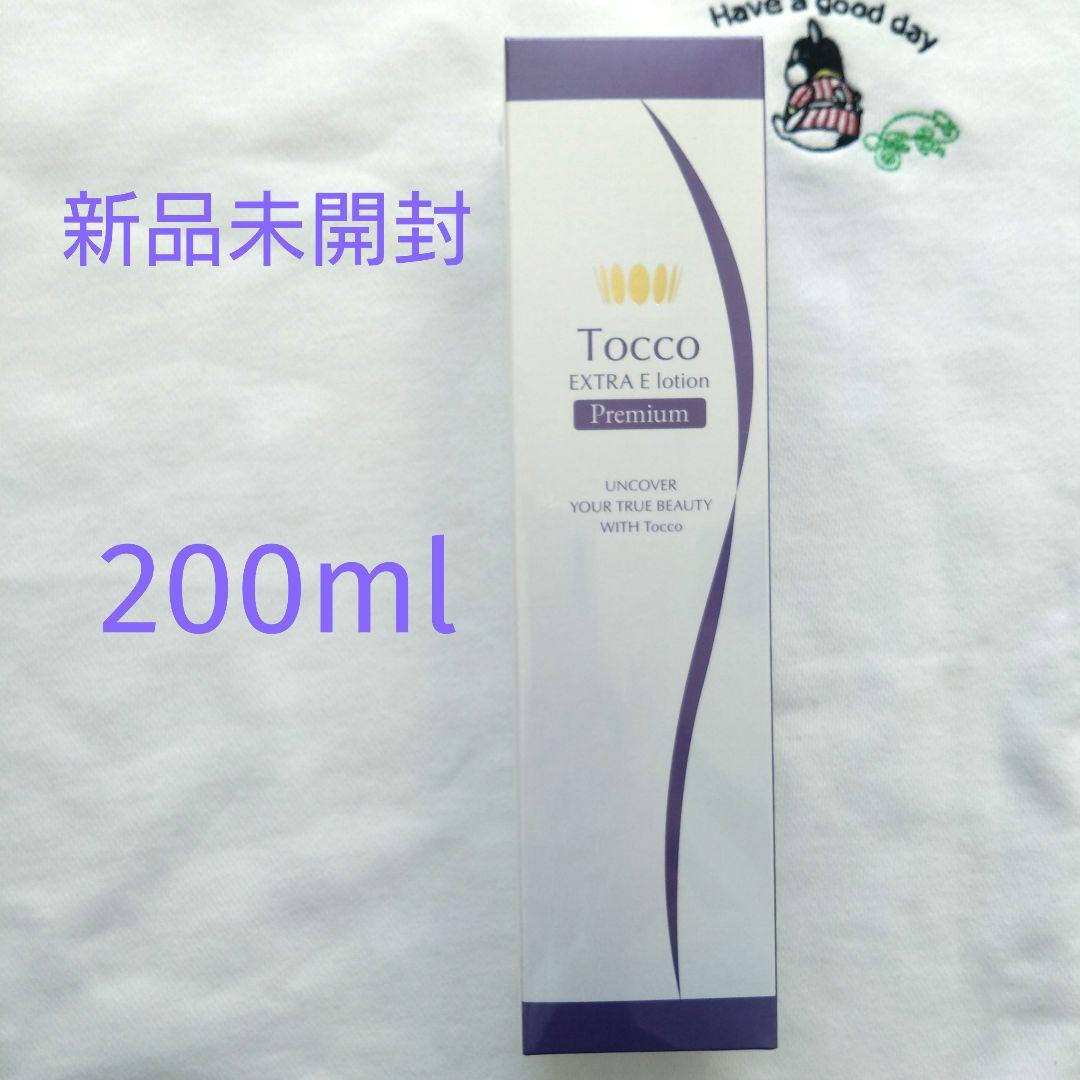 Have a good day
新品未開封
Tocco
EXTRA E lotion
Premium
UNCOVER
YOUR TRUE BEAUTY
WITH Tocco
200ml